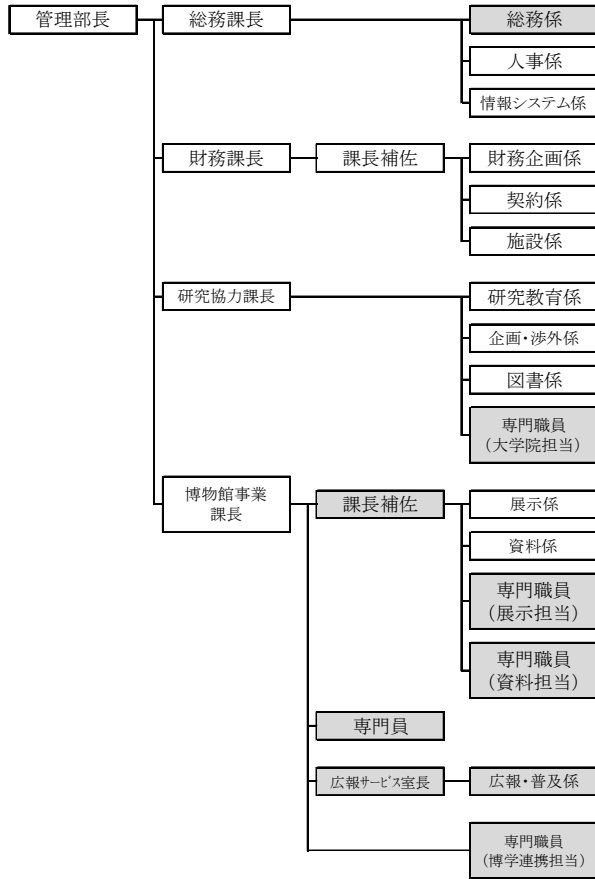 管理部長
総務課長
総務係
人事係
情報システム係
財務課長
課長補佐
財務企画係
契約係
施設係
研究協力課長
研究教育係
企画・渉外係
図書係
専門職員
（大学院担当）
博物館事業
課長
課長補佐
展示係
資料係
専門職員
（展示担当）
専門職員
（資料担当）
専門員
広報サービス室長
広報・普及係
専門職員
（博学連携担当）